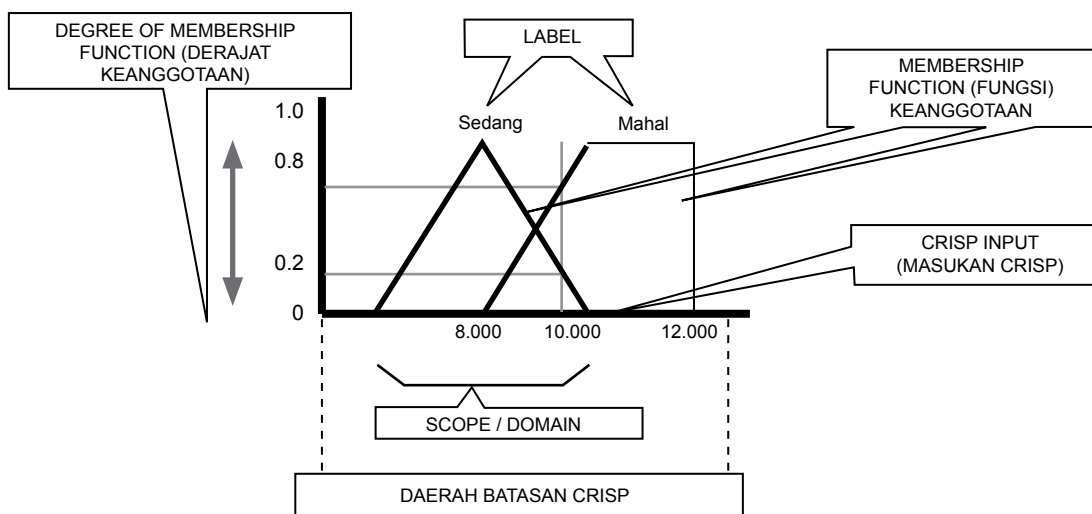 DEGREE OF MEMBERSHIP
FUNCTION (DERAJAT
KEANGGOTAAN)
LABEL
MEMBERSHIP
FUNCTION (FUNGSI)
KEANGGOTAAN
1.0
Sedang
Mahal
0.8
CRISP INPUT
(MASUKAN CRISP)
0.2
0
8.000
10.000
12.000
SCOPE / DOMAIN
DAERAH BATASAN CRISP